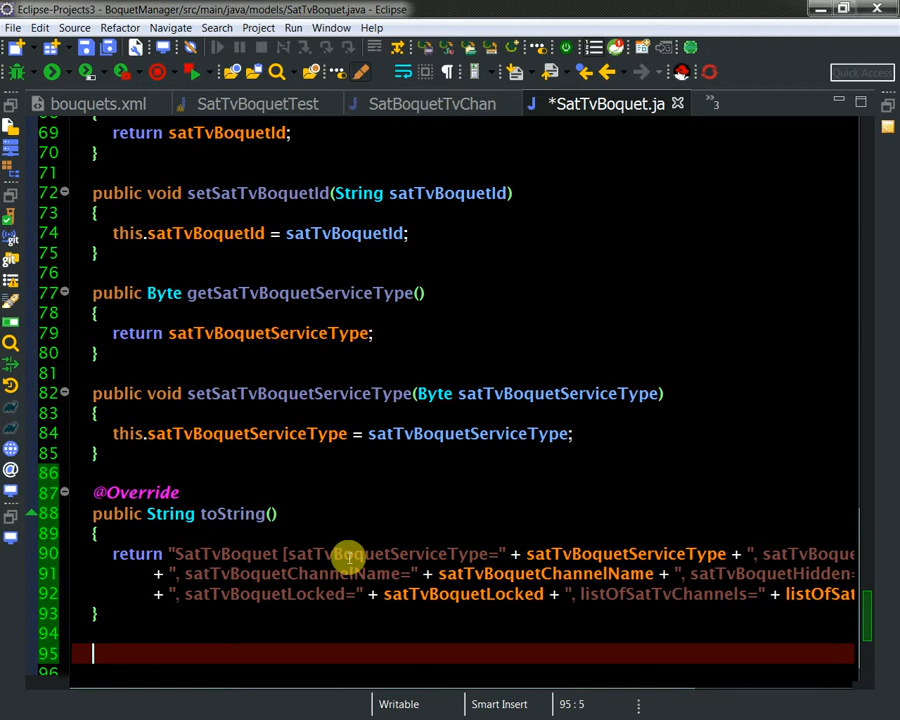 Eclipse-Projects3 - BoquetManager/src/main/java/models/SatTvBoquet.java - Eclipse
File Edit Source Refactor Navigate Search Project Run Window Help
Quick Access
bouquets.xml SatTvBoquetTest SatBoquetTvChan *SatTvBoquet.ja »3
69 return satTvBoquetId;
70 }
71
72 public void setSatTvBoquetId(String satTvBoquetId)
73 {
74 this.satTvBoquetId = satTvBoquetId;
75 }
76
77 public Byte getSatTvBoquetServiceType()
78 {
79 return satTvBoquetServiceType;
80 }
81
82 public void setSatTvBoquetServiceType(Byte satTvBoquetServiceType)
83 {
84 this.satTvBoquetServiceType = satTvBoquetServiceType;
85 }
86
87 @Override
88 public String toString()
89 {
90 return "SatTvBoquet [satTvBoquetServiceType=" + satTvBoquetServiceType + ", satTvBoque
91 + ", satTvBoquetChannelName=" + satTvBoquetChannelName + ", satTvBoquetHidden=
92 + ", satTvBoquetLocked=" + satTvBoquetLocked + ", listOfSatTvChannels=" + listOfSat
93 }
94
95
96
Writable Smart Insert 95 : 5